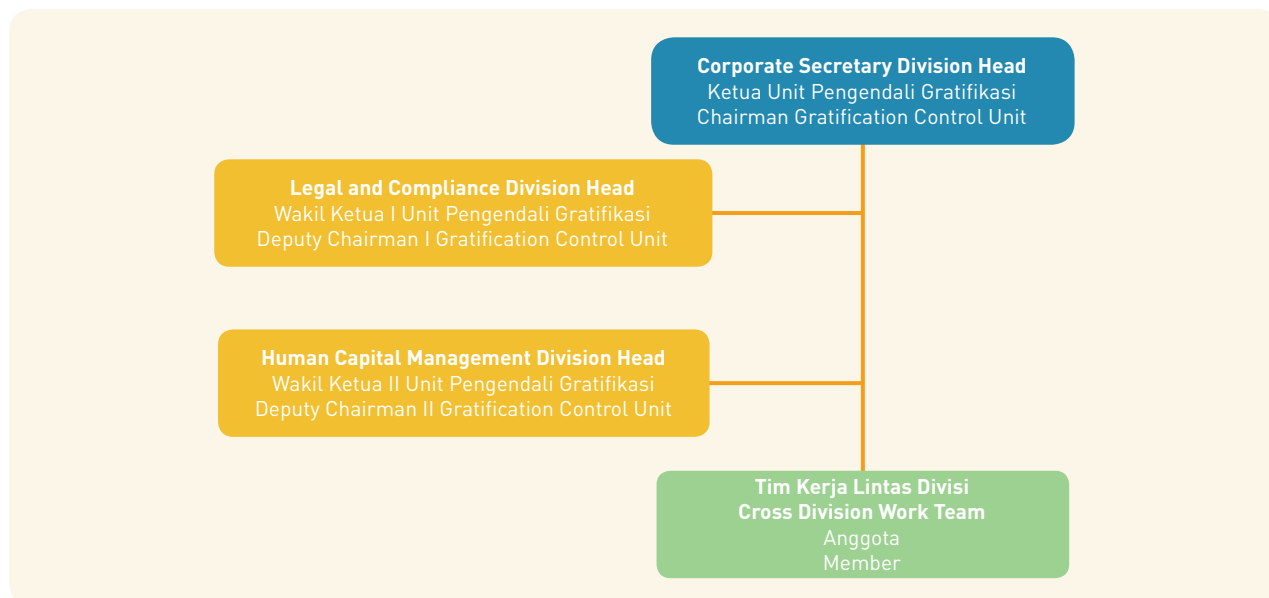 Corporate Secretary Division Head
Ketua Unit Pengendali Gratifikasi
Chairman Gratification Control Unit
Legal and Compliance Division Head
Wakil Ketua I Unit Pengendali Gratifikasi
Deputy Chairman I Gratification Control Unit
Human Capital Management Division Head
Wakil Ketua II Unit Pengendali Gratifikasi
Deputy Chairman II Gratification Control Unit
Tim Kerja Lintas Divisi
Cross Division Work Team
Anggota
Member